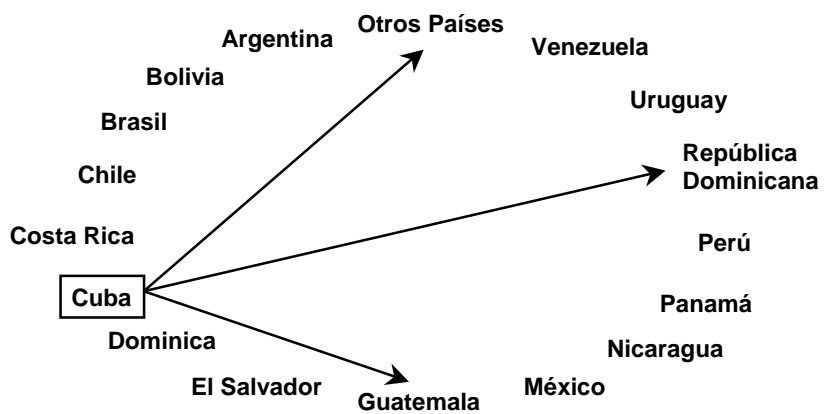 Otros Países
Argentina
Venezuela
Bolivia
Uruguay
Brasil
República
Dominicana
Chile
Costa Rica
Perú
Cuba
Panamá
Dominica
Nicaragua
El Salvador
México
Guatemala